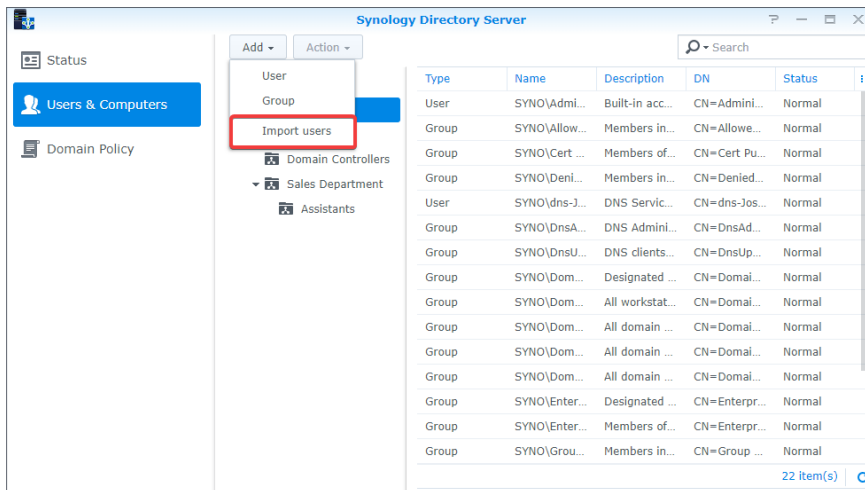 Synology Directory Server
Status
Users & Computers
Domain Policy
Add Action
Search
User
Group
Import users
Domain Controllers
Sales Department
Assistants
Type Name Description DN Status
User SYNO\Admi... Built-in acc... CN=Admini... Normal
Group SYNO\Allow... Members in... CN=Allowe... Normal
Group SYNO\Cert ... Members of... CN=Cert Pu... Normal
Group SYNO\Deni... Members in... CN=Denied... Normal
User SYNO\dns-J... DNS Servic... CN=dns-Jos... Normal
Group SYNO\DnsA... DNS Admini... CN=DnsAd... Normal
Group SYNO\DnsU... DNS clients... CN=DnsUp... Normal
Group SYNO\Dom... Designated ... CN=Domai... Normal
Group SYNO\Dom... All workstat... CN=Domai... Normal
Group SYNO\Dom... All domain ... CN=Domai... Normal
Group SYNO\Dom... All domain ... CN=Domai... Normal
Group SYNO\Dom... All domain ... CN=Domai... Normal
Group SYNO\Enter... Designated ... CN=Enterpr... Normal
Group SYNO\Enter... Members of... CN=Enterpr... Normal
Group SYNO\Grou... Members in... CN=Group ... Normal
22 item(s)